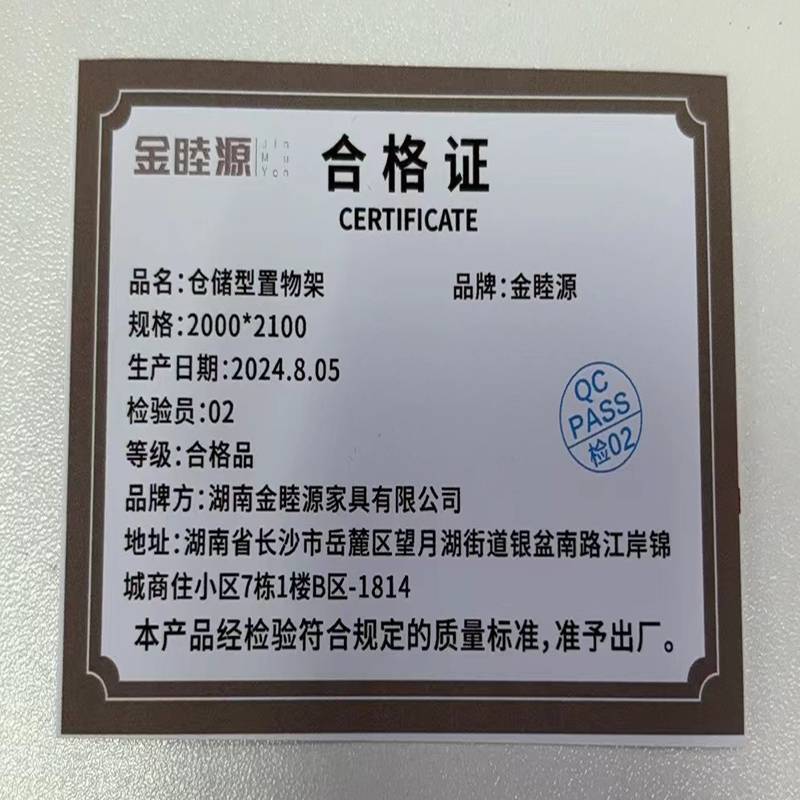 金睦源 Jin Mu Yon
合格证
CERTIFICATE
品名:仓储型置物架 品牌:金睦源
规格:2000*2100
生产日期:2024.8.05
检验员:02
等级:合格品
QC
PASS
检02
品牌方:湖南金睦源家具有限公司
地址:湖南省长沙市岳麓区望月湖街道银盆南路江岸锦
城商住小区7栋1楼B区-1814
本产品经检验符合规定的质量标准,准予出厂。